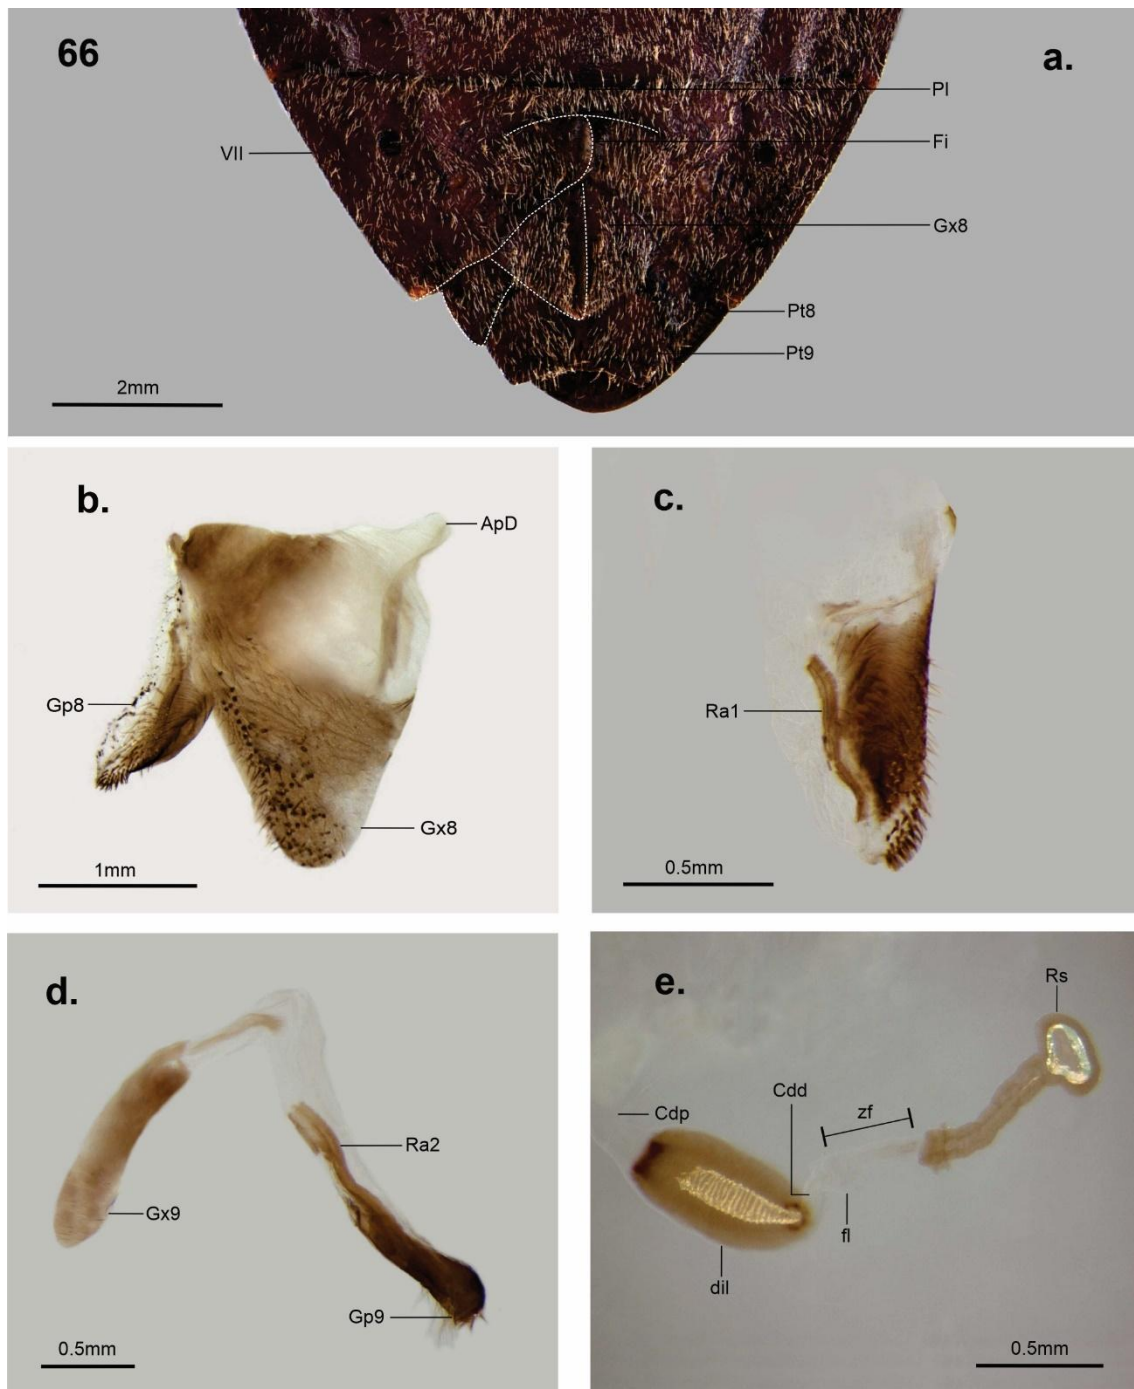 66
a.
Pl
Fi
VII
Gx8
Pt8
Pt9
2mm
b.
ApD
Gp8
Gx8
1mm
c.
Ra1
0.5mm
d.
Ra2
Gx9
Gp9
0.5mm
e.
Rs
Cdd
zf
Cdp
fl
dil
0.5mm